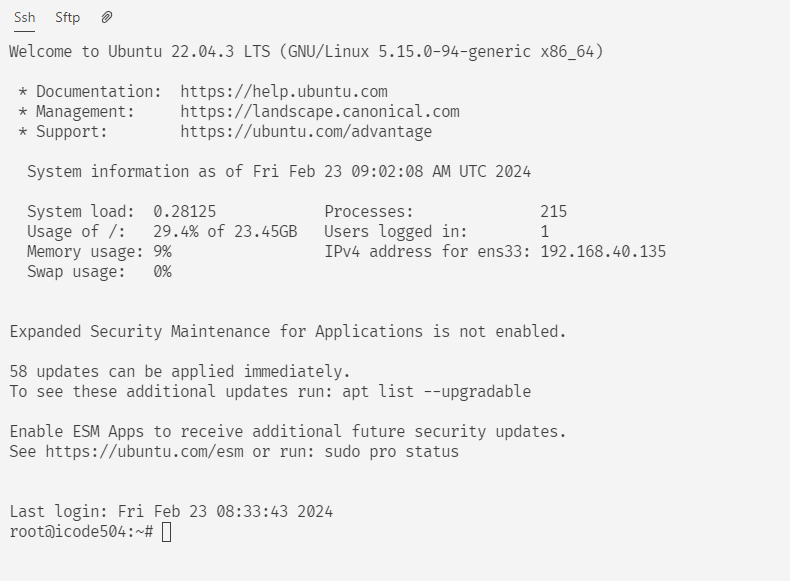 Ssh Sftp
Welcome to Ubuntu 22.04.3 LTS (GNU/Linux 5.15.0-94-generic x86_64)
* Documentation: https://help.ubuntu.com
* Management: https://landscape.canonical.com
* Support: https://ubuntu.com/advantage
System information as of Fri Feb 23 09:02:08 AM UTC 2024
System load: 0.28125 Processes: 215
Usage of /: 29.4% of 23.45GB Users logged in: 1
Memory usage: 9% IPv4 address for ens33: 192.168.40.135
Swap usage: 0%
Expanded Security Maintenance for Applications is not enabled.
58 updates can be applied immediately.
To see these additional updates run: apt list --upgradable
Enable ESM Apps to receive additional future security updates.
See https://ubuntu.com/esm or run: sudo pro status
Last login: Fri Feb 23 08:33:43 2024
root@icode504:~#